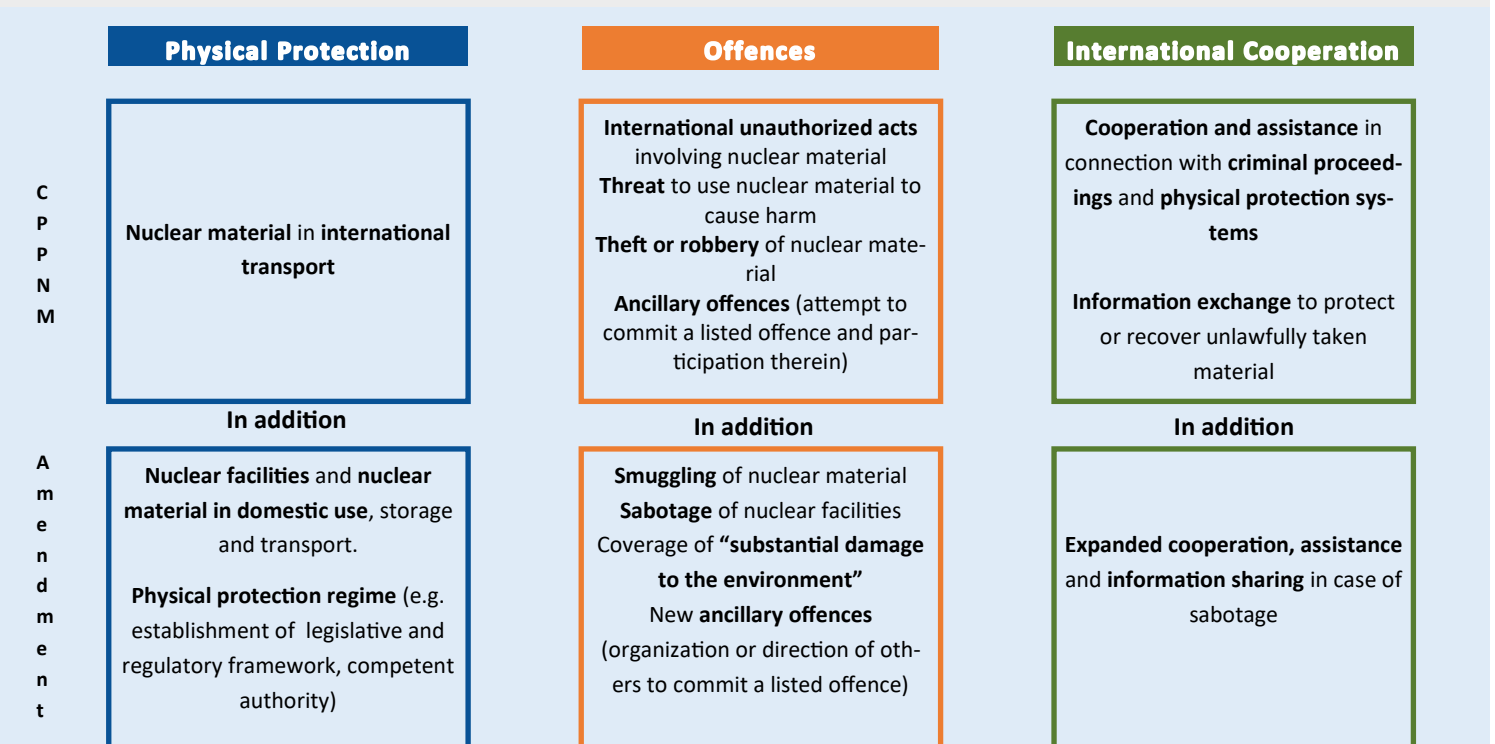 Physical Protection
Offences
International Cooperation
C
P
P
N
M
Nuclear material in international
transport
International unauthorized acts
involving nuclear material
Threat to use nuclear material to
cause harm
Theft or robbery of nuclear mate-
rial
Ancillary offences (attempt to
commit a listed offence and par-
ticipation therein)
Cooperation and assistance in
connection with criminal proceed-
ings and physical protection sys-
tems
Information exchange to protect
or recover unlawfully taken
material
In addition
In addition
In addition
A
m
e
n
d
m
e
n
t
Nuclear facilities and nuclear
material in domestic use, storage
and transport.
Physical protection regime (e.g.
establishment of legislative and
regulatory framework, competent
authority)
Smuggling of nuclear material
Sabotage of nuclear facilities
Coverage of “substantial damage
to the environment”
New ancillary offences
(organization or direction of oth-
ers to commit a listed offence)
Expanded cooperation, assistance
and information sharing in case of
sabotage